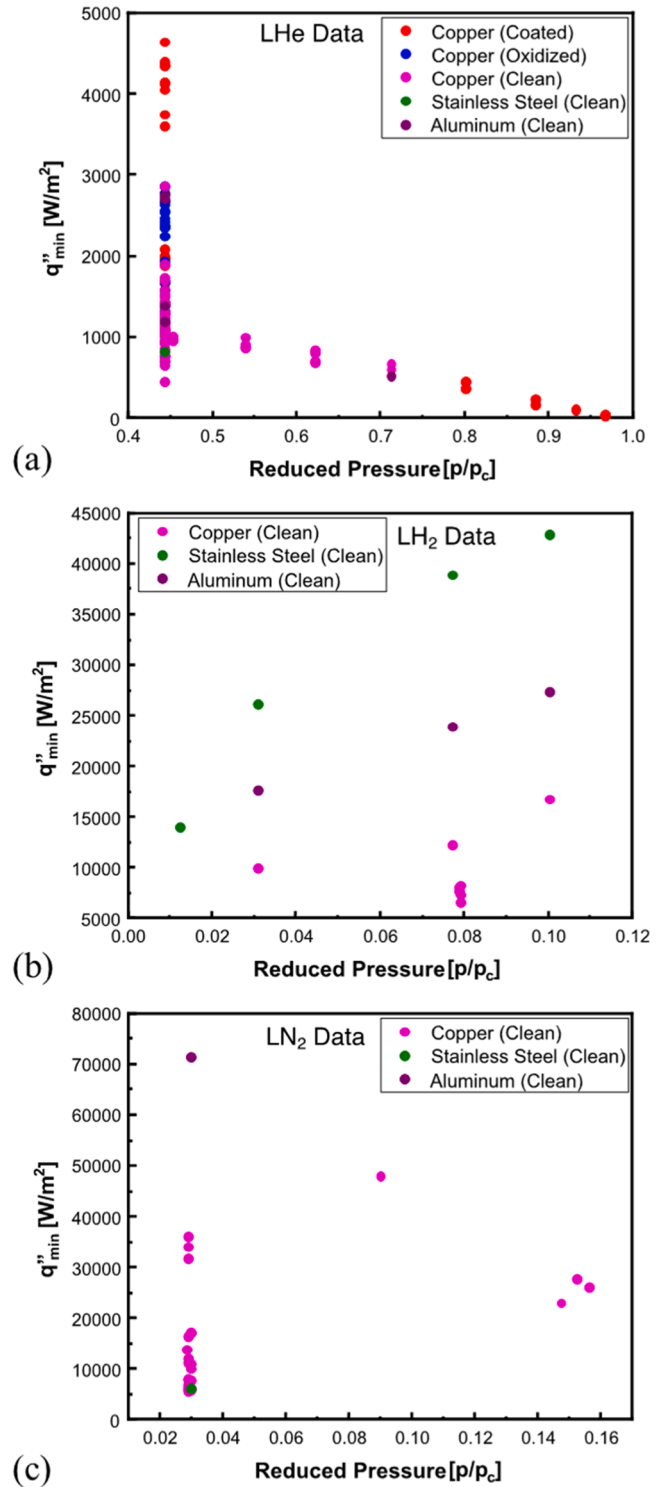 LHe Data
Copper (Coated)
Copper (Oxidized)
Copper (Clean)
Stainless Steel (Clean)
Aluminum (Clean)
5000
4000
3000
2000
1000
0
q”min [W/m²]
0.4 0.5 0.6 0.7 0.8 0.9 1.0
Reduced Pressure [p/pc]
(a)
LH₂ Data
Copper (Clean)
Stainless Steel (Clean)
Aluminum (Clean)
45000
40000
35000
30000
25000
20000
15000
10000
5000
q”min [W/m²]
0.00 0.02 0.04 0.06 0.08 0.10 0.12
Reduced Pressure [p/pc]
(b)
LN₂ Data
Copper (Clean)
Stainless Steel (Clean)
Aluminum (Clean)
80000
70000
60000
50000
40000
30000
20000
10000
0
q”min [W/m²]
0.02 0.04 0.06 0.08 0.10 0.12 0.14 0.16
Reduced Pressure [p/pc]
(c)